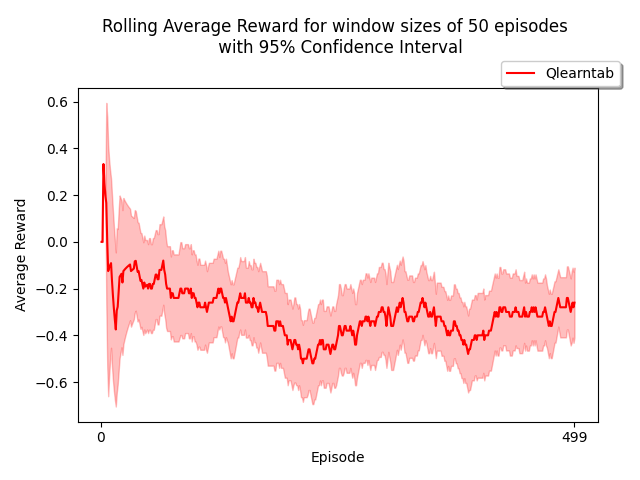 Rolling Average Reward for window sizes of 50 episodes
with 95% Confidence Interval
Qlearntab
0.6
0.4
0.2
0.0
−0.2
−0.4
−0.6
Average Reward
0
499
Episode